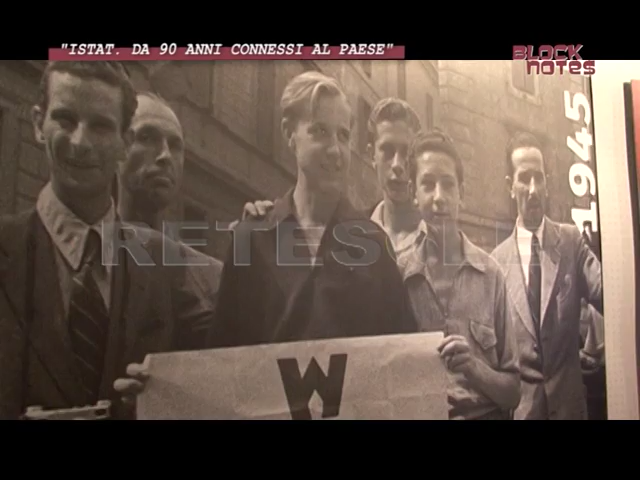 "ISTAT. DA 90 ANNI CONNESSI AL PAESE"
BLOCK
NOTES
1945
RETESOLE
W